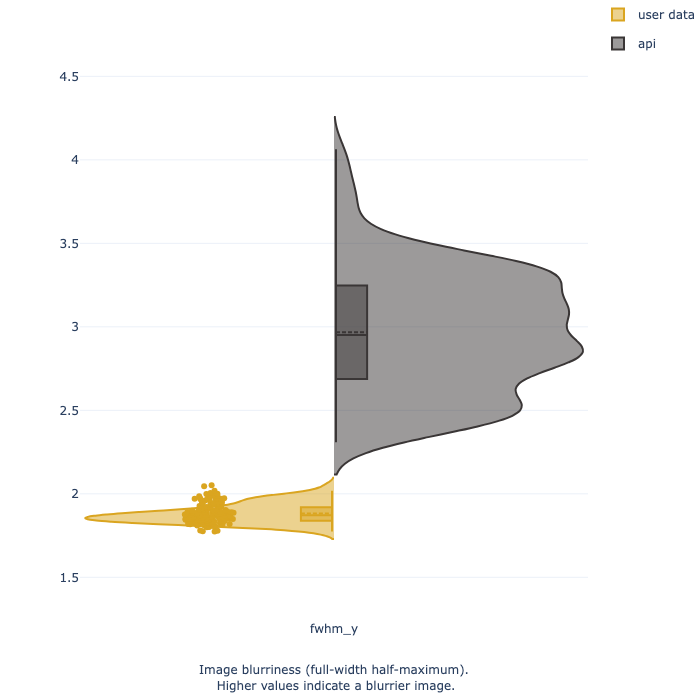 user data
api
4.5
4
3.5
3
2.5
2
1.5
fwhm_y
Image blurriness (full-width half-maximum).
Higher values indicate a blurrier image.